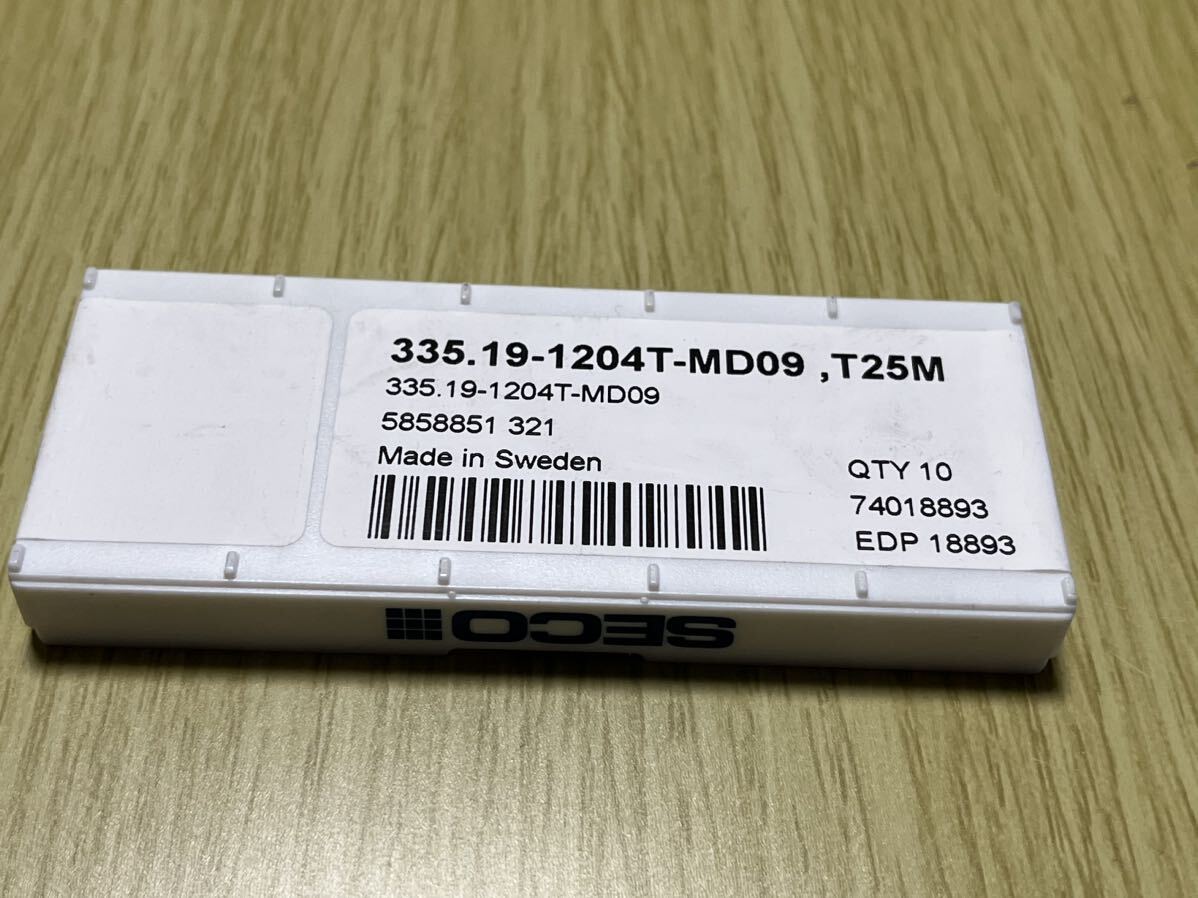 335.19-1204T-MD09 ,T25M
335.19-1204T-MD09
5858851 321
Made in Sweden
QTY 10
74018893
EDP 18893
SECO